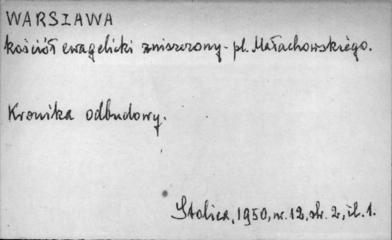 WARSZAWA
kościół ewagelicki zniszczony - pl. Małachowskiego.
Kronika odbudowy.
Stolica, 1950, nr. 12, str. 2, il. 1.